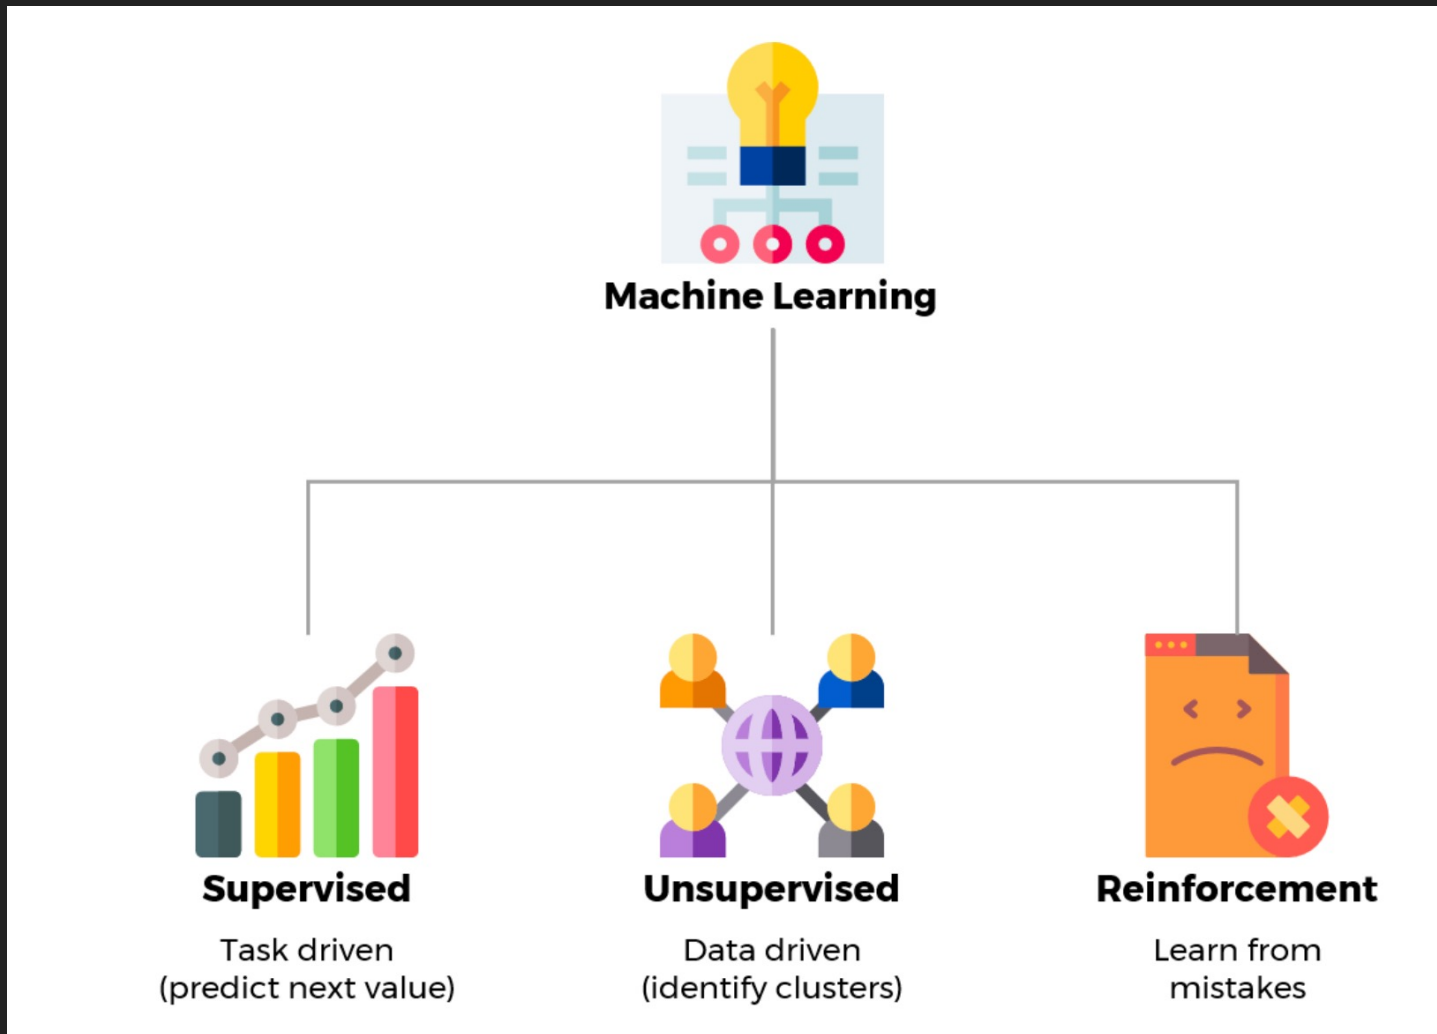 Machine Learning
Supervised
Task driven
(predict next value)
Unsupervised
Data driven
(identify clusters)
Reinforcement
Learn from
mistakes